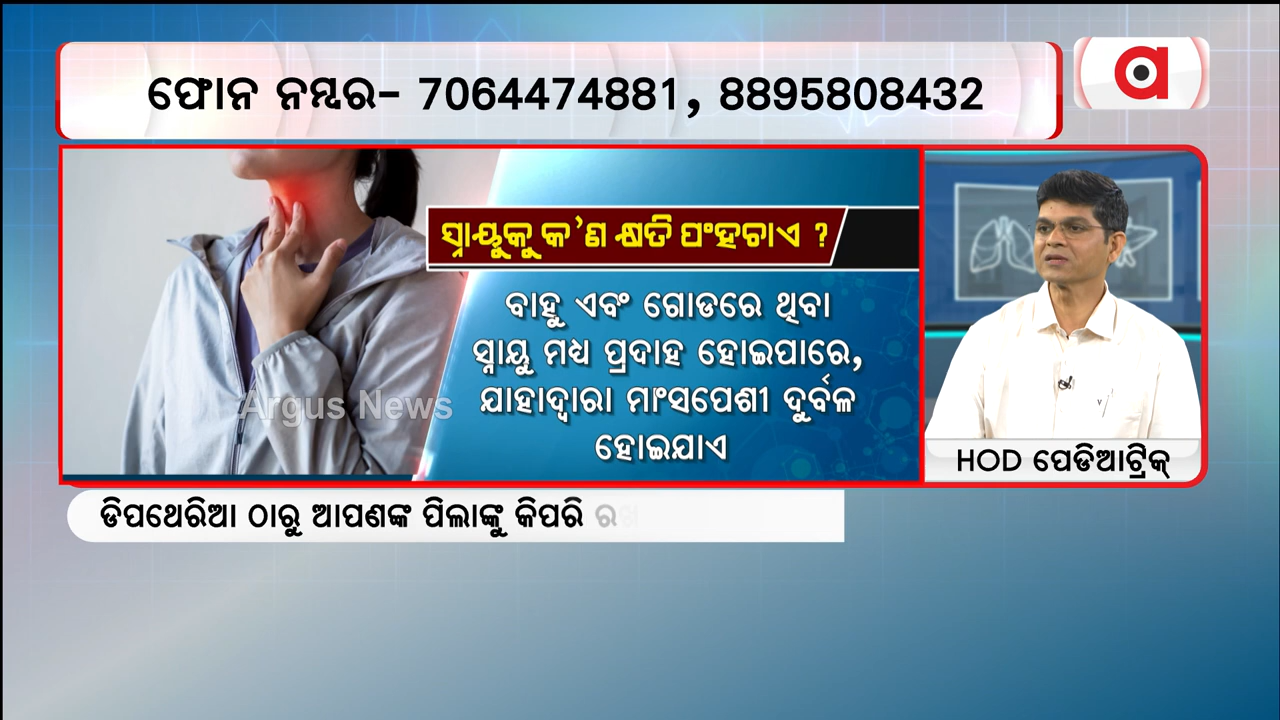 ଫୋନ ନମ୍ବର- 7064474881, 8895808432
ସ୍ନାୟୁକୁ କ'ଣ କ୍ଷତି ପଂହଚାଏ ?
ବାହୁ ଏବଂ ଗୋଡରେ ଥିବା
ସ୍ନାୟୁ ମଧ୍ୟ ପ୍ରଦାହ ହୋଇପାରେ,
ଯାହାଦ୍ୱାରା ମାଂସପେଶୀ ଦୁର୍ବଳ
ହୋଇଯାଏ
Argus News
HOD ପେଡିଆଟ୍ରିକ୍
ଡିପଥେରିଆ ଠାରୁ ଆପଣଙ୍କ ପିଲାଙ୍କୁ କିପରି